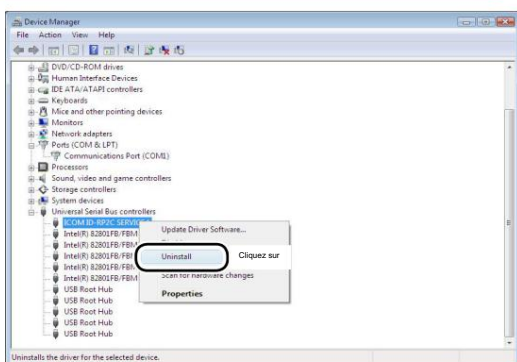 Device Manager
File Action View Help
DVD/CD-ROM drives
Human Interface Devices
IDE ATA/ATAPI controllers
Keyboards
Mice and other pointing devices
Monitors
Network adapters
Ports (COM & LPT)
Communications Port (COM1)
Processors
Sound, video and game controllers
Storage controllers
System devices
Universal Serial Bus controllers
ICOM ID-RP2C SERVICE
Update Driver Software...
Intel(R) 82801FB/FBM
Intel(R) 82801FB/FBM
Intel(R) 82801FB/FBM
Uninstall
Cliquez sur
Intel(R) 82801FB/FBM
Scan for hardware changes
Intel(R) 82801FB/FBM
Properties
USB Root Hub
USB Root Hub
USB Root Hub
USB Root Hub
USB Root Hub
Uninstalls the driver for the selected device.